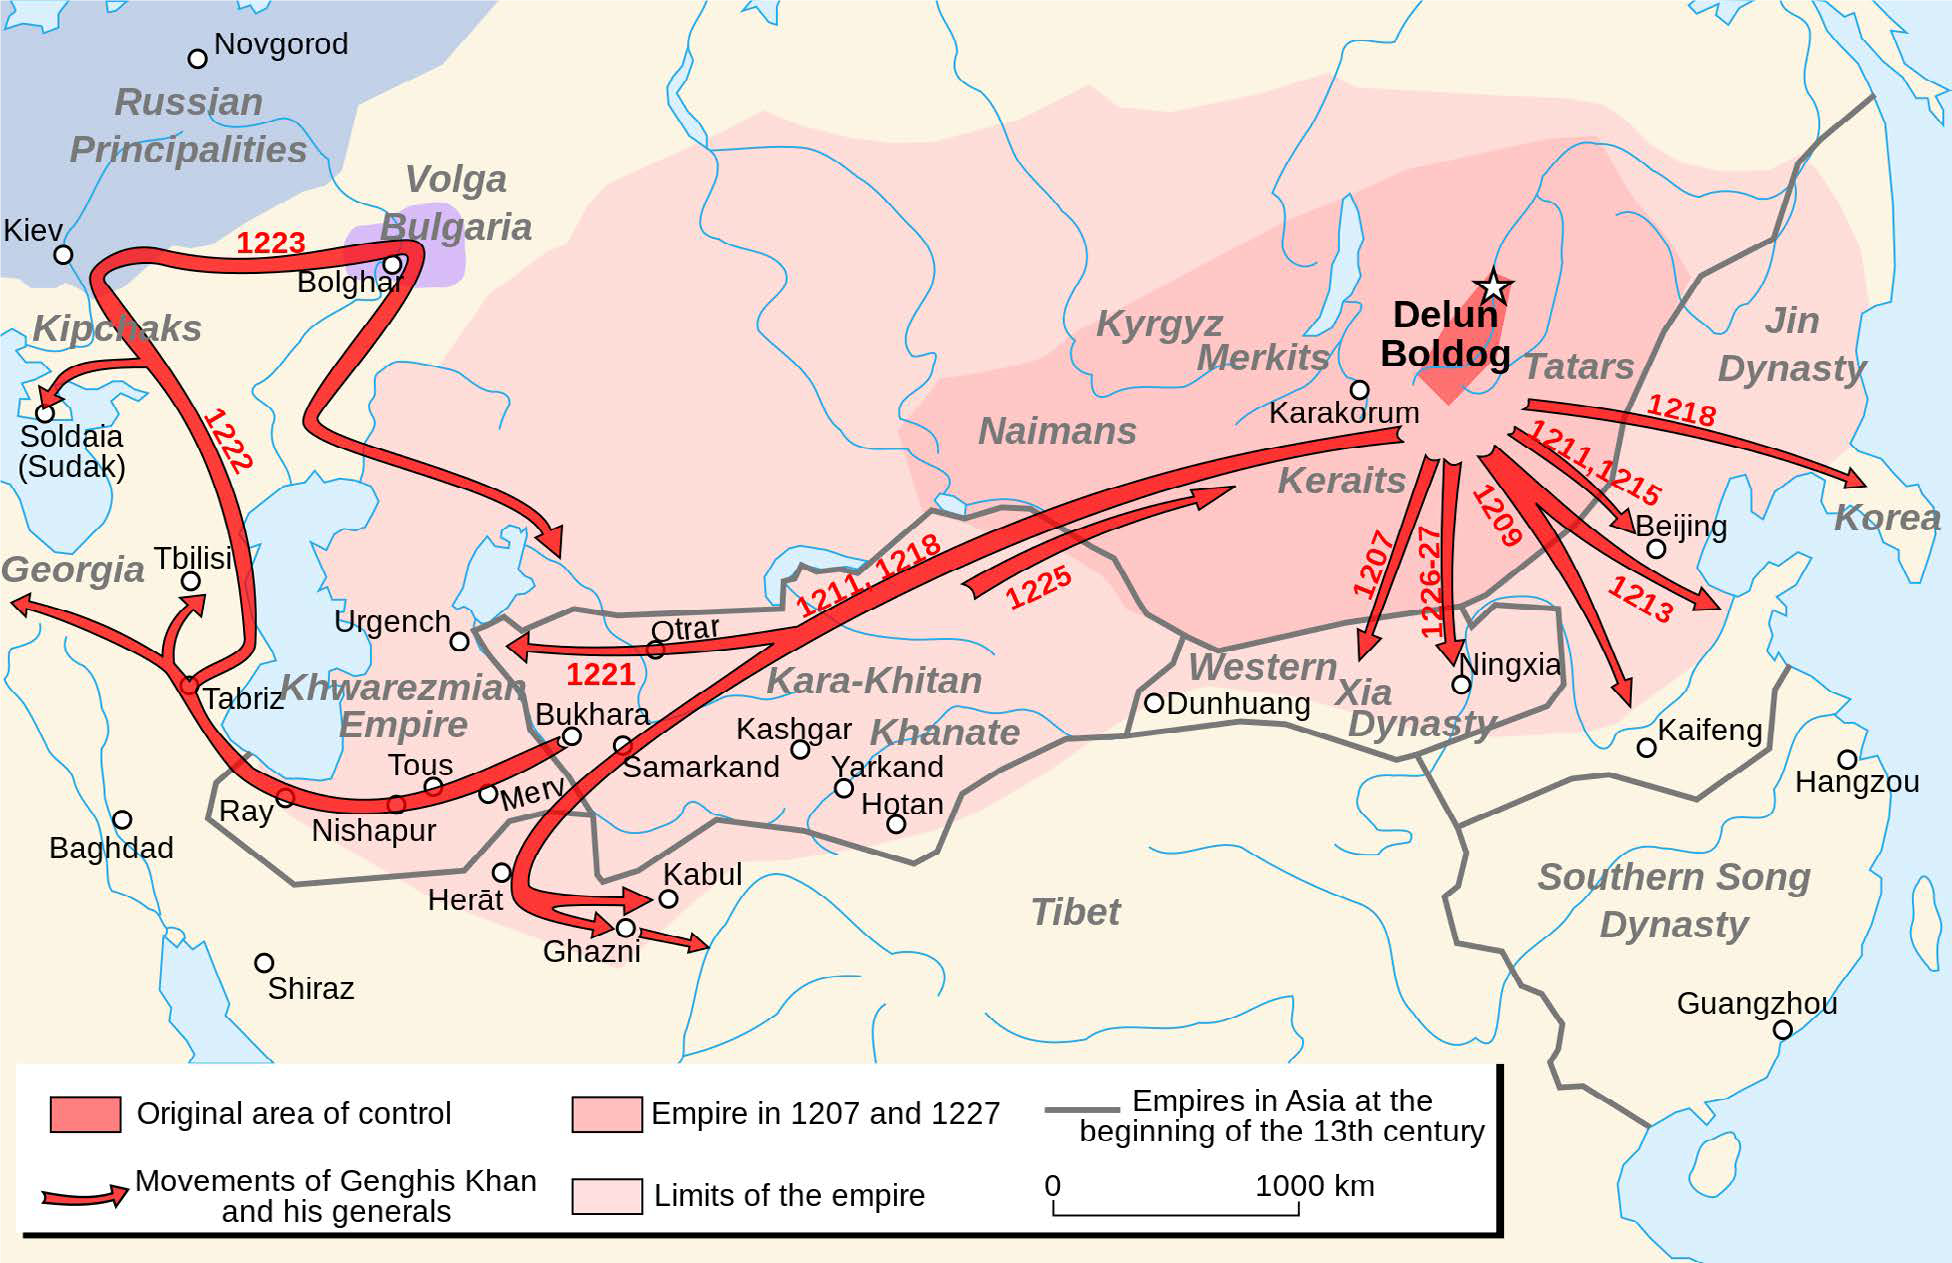 Novgorod
Russian
Principalities
Volga
Bulgaria
Kiev
1223
Bolghar
Kipchaks
1222
Soldaia
(Sudak)
Georgia
Tbilisi
Urgench
Tabriz
Khwarezmian
Empire
Otrar
1221
Bukhara
Samarkand
Tous
Merv
Ray
Nishapur
Baghdad
Herāt
Kabul
Ghazni
Shiraz
Kyrgyz
Merkits
Naimans
Keraits
Karakorum
Delun
Boldog
Tatars
Jin
Dynasty
1218
1211,1215
Beijing
Korea
1211, 1218
1225
1207
1226-27
1209
1213
Kara-Khitan
Khanate
Kashgar
Yarkand
Hotan
Western
Xia
Dynasty
Dunhuang
Ningxia
Kaifeng
Hangzou
Tibet
Southern Song
Dynasty
Guangzhou
Original area of control
Movements of Genghis Khan
and his generals
Empire in 1207 and 1227
Limits of the empire
Empires in Asia at the
beginning of the 13th century
0 1000 km